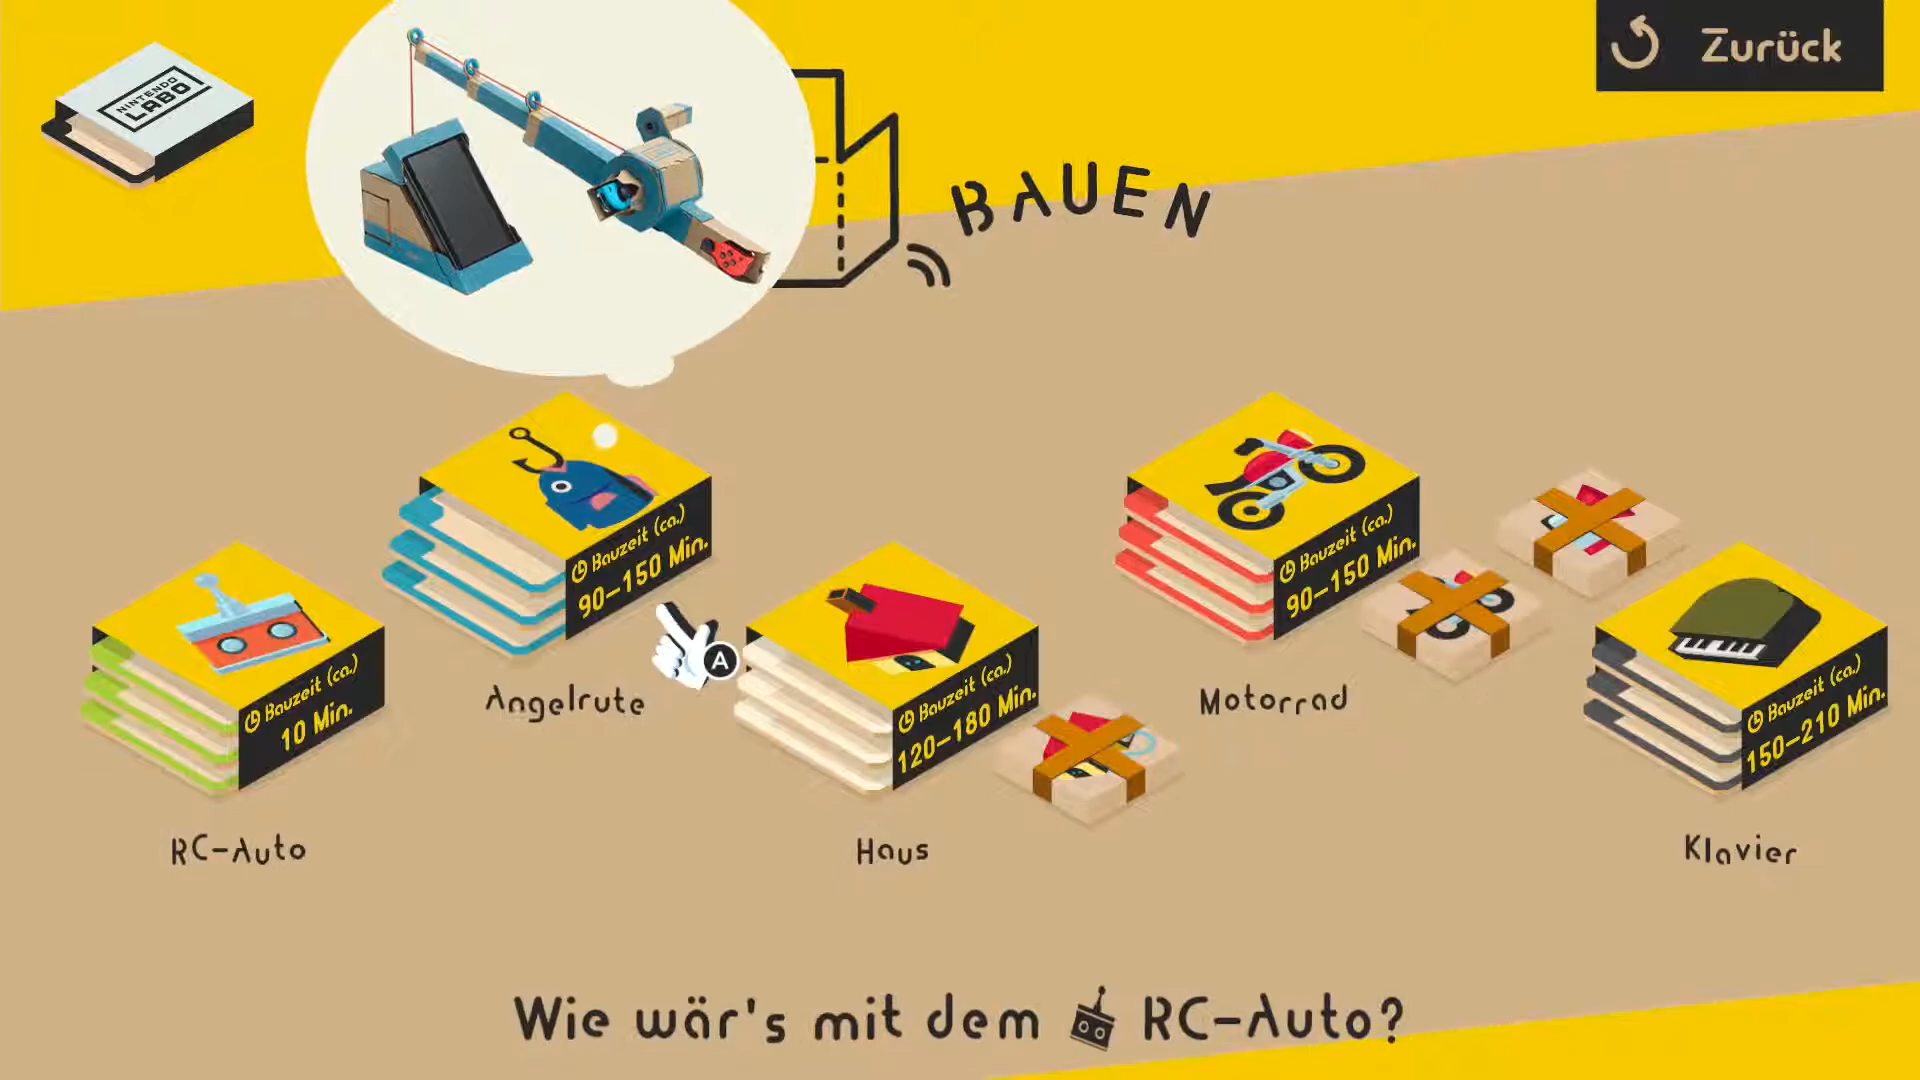 NINTENDO
LABO
Zurück
BAUEN
Bauzeit (ca.)
90–150 Min.
Bauzeit (ca.)
90–150 Min.
Bauzeit (ca.)
10 Min.
Bauzeit (ca.)
120–180 Min.
Bauzeit (ca.)
150–210 Min.
A
Angelrute
Motorrad
RC-Auto
Haus
Klavier
Wie wär's mit dem RC-Auto?